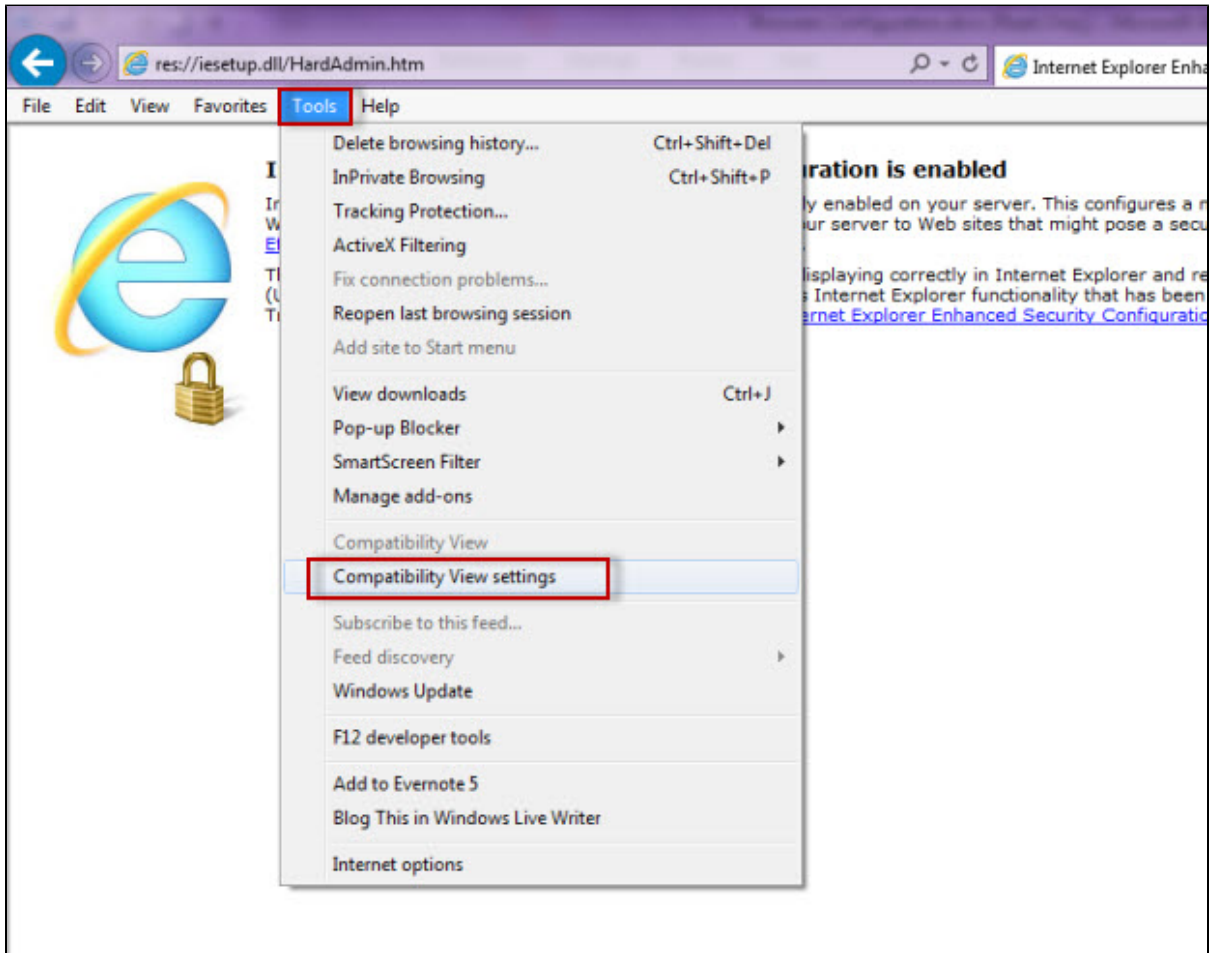 res://iesetup.dll/HardAdmin.htm
Internet Explorer Enha
File Edit View Favorites Tools Help
Delete browsing history... Ctrl+Shift+Del
InPrivate Browsing Ctrl+Shift+P
Tracking Protection...
ActiveX Filtering
Fix connection problems...
Reopen last browsing session
Add site to Start menu
View downloads Ctrl+J
Pop-up Blocker
SmartScreen Filter
Manage add-ons
Compatibility View
Compatibility View settings
Subscribe to this feed...
Feed discovery
Windows Update
F12 developer tools
Add to Evernote 5
Blog This in Windows Live Writer
Internet options
I
uration is enabled
In
ly enabled on your server. This configures a
W
ur server to Web sites that might pose a secu
Ef
Th
displaying correctly in Internet Explorer and re
(U
s Internet Explorer functionality that has been
Tr
ernet Explorer Enhanced Security Configuratio